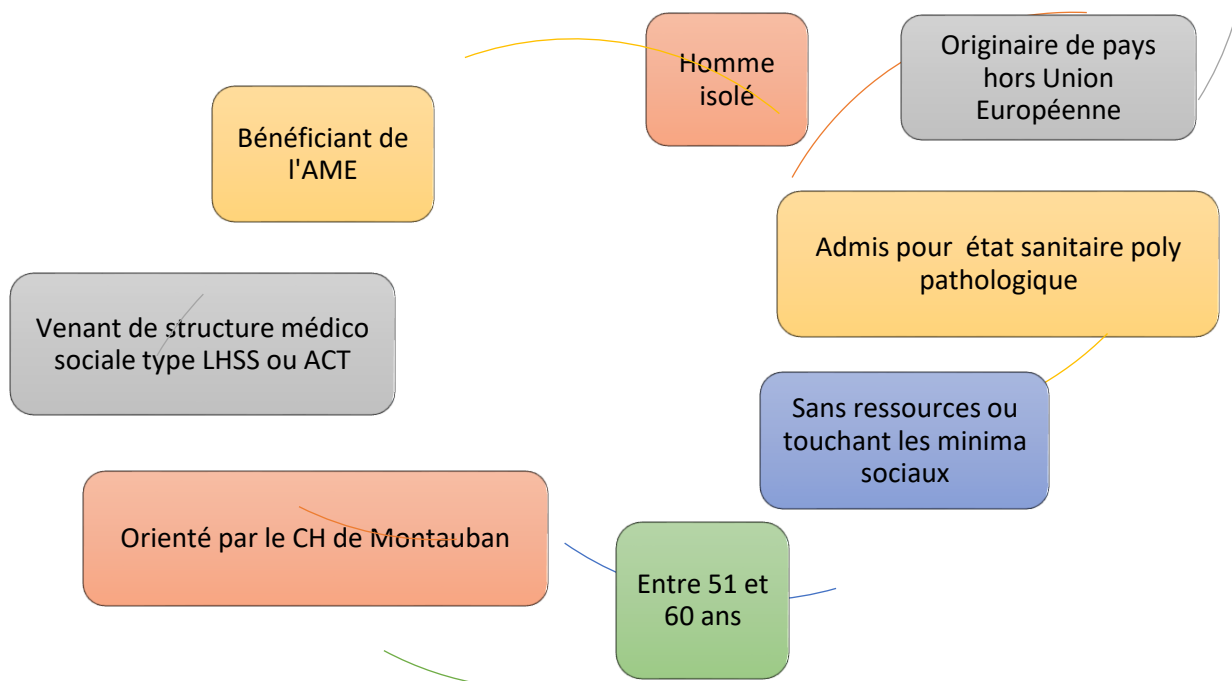 Homme
isolé
Originaire de pays
hors Union
Européenne
Bénéficiant de
l'AME
Admis pour  état sanitaire poly
pathologique
Venant de structure médico
sociale type LHSS ou ACT
Sans ressources ou
touchant les minima
sociaux
Orienté par le CH de Montauban
Entre 51 et
60 ans